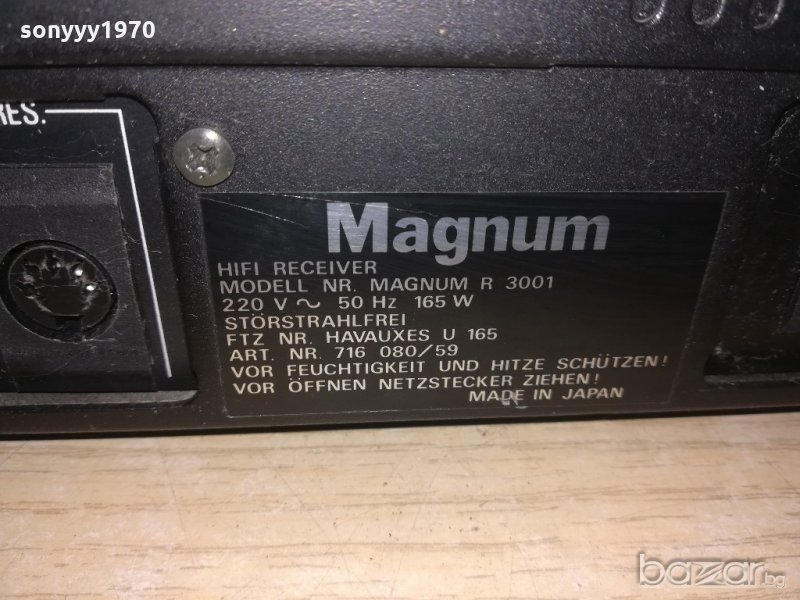 sonyyy1970
RES.
Magnum
HIFI RECEIVER
MODELL NR. MAGNUM R 3001
220 V ~ 50 Hz 165 W
STÖRSTRAHLFREI
FTZ NR. HAVAUXES U 165
ART. NR. 716 080/59
VOR FEUCHTIGKEIT UND HITZE SCHÜTZEN!
VOR ÖFFNEN NETZSTECKER ZIEHEN!
MADE IN JAPAN
bazar.bg